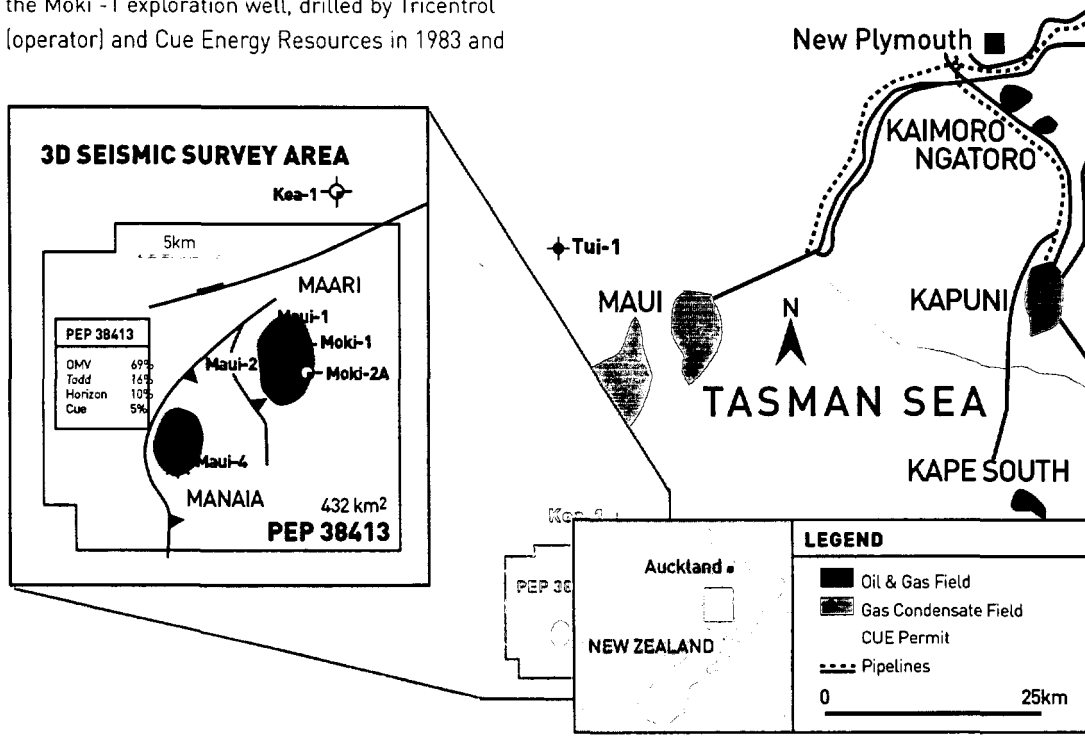 the Moki -1 exploration well, drilled by Tricentrol
(operator) and Cue Energy Resources in 1983 and
3D SEISMIC SURVEY AREA
Kea-1
5km
MAARI
Maui-1
Moki-1
Maui-2
Moki-2A
PEP 38413
OMV 69%
Todd 16%
Horizon 10%
Cue 5%
Maui-4
MANAIA
432 km²
PEP 38413
New Plymouth
KAIMORO
NGATORO
Tui-1
MAUI
N
KAPUNI
TASMAN SEA
KAPE SOUTH
Kea-1
PEP 38
Auckland
NEW ZEALAND
LEGEND
Oil & Gas Field
Gas Condensate Field
CUE Permit
Pipelines
0 25km